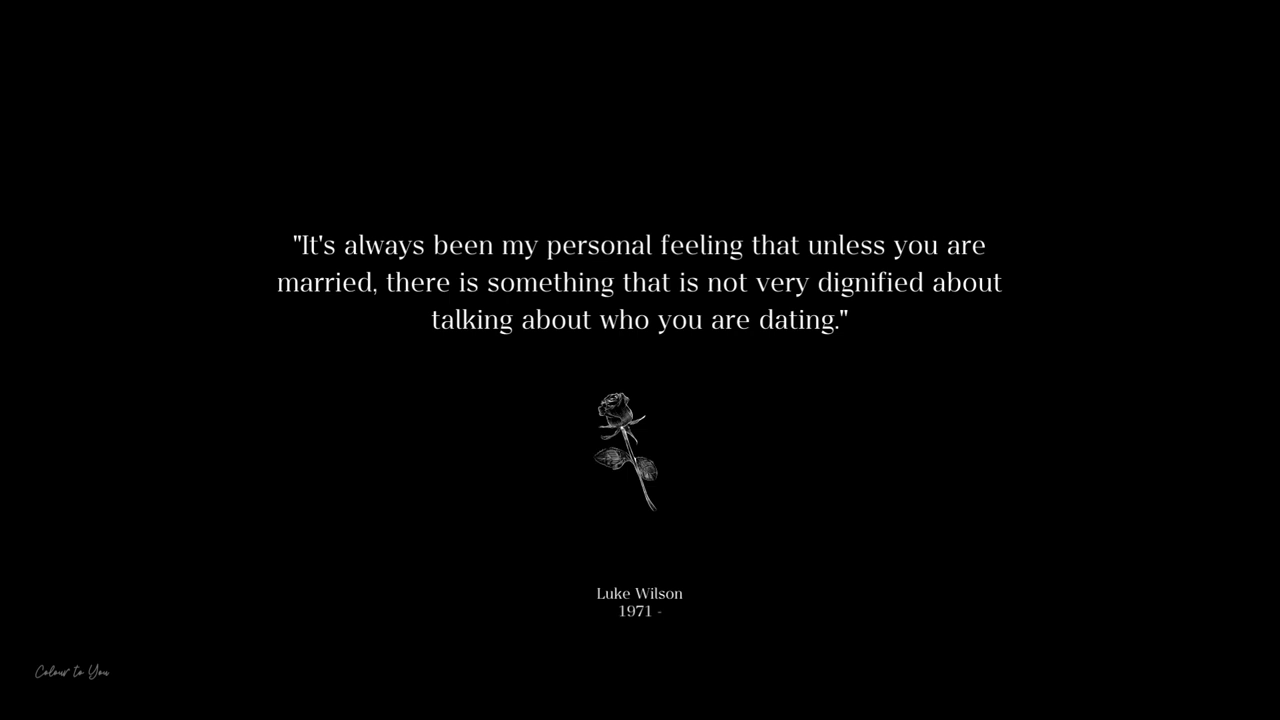 "It's always been my personal feeling that unless you are
married, there is something that is not very dignified about
talking about who you are dating."
Luke Wilson
1971 -
Colour to You